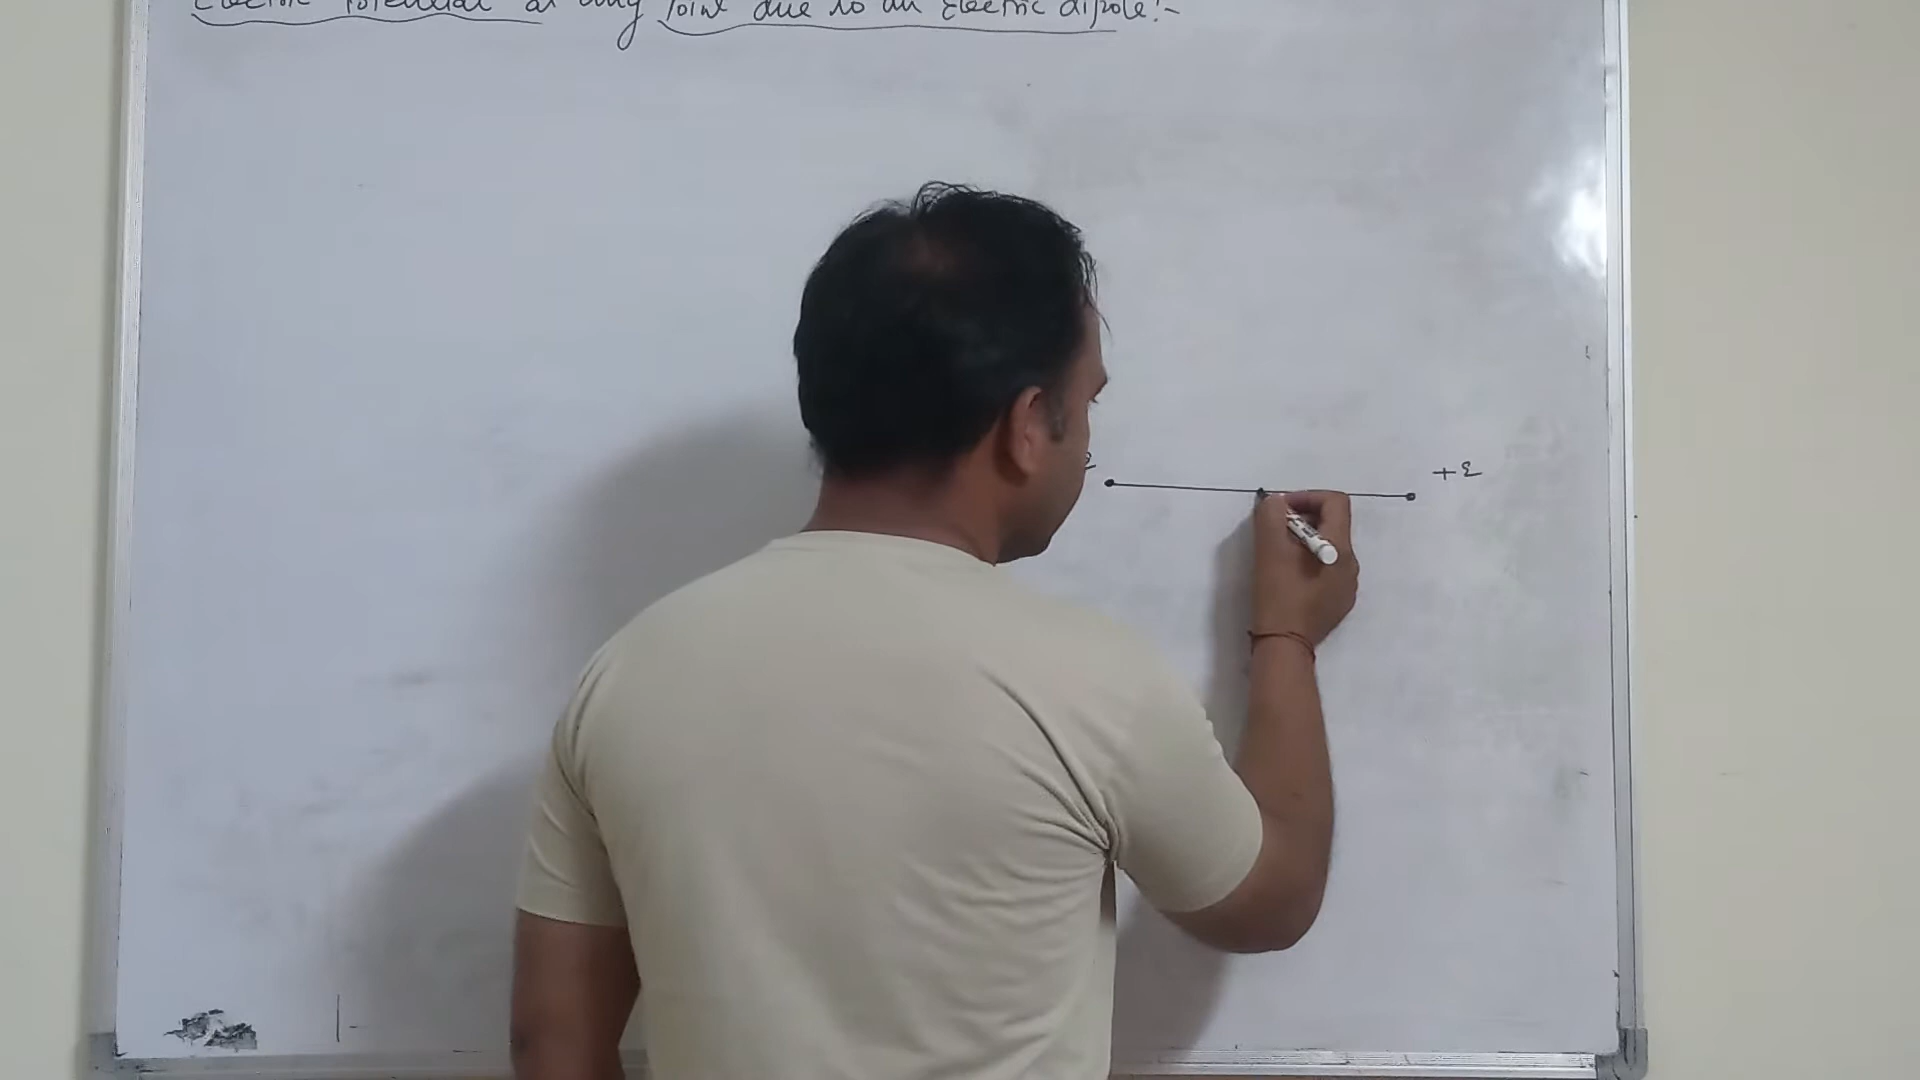 Electric Potential at any Point due to an Electric dipole:-
+q